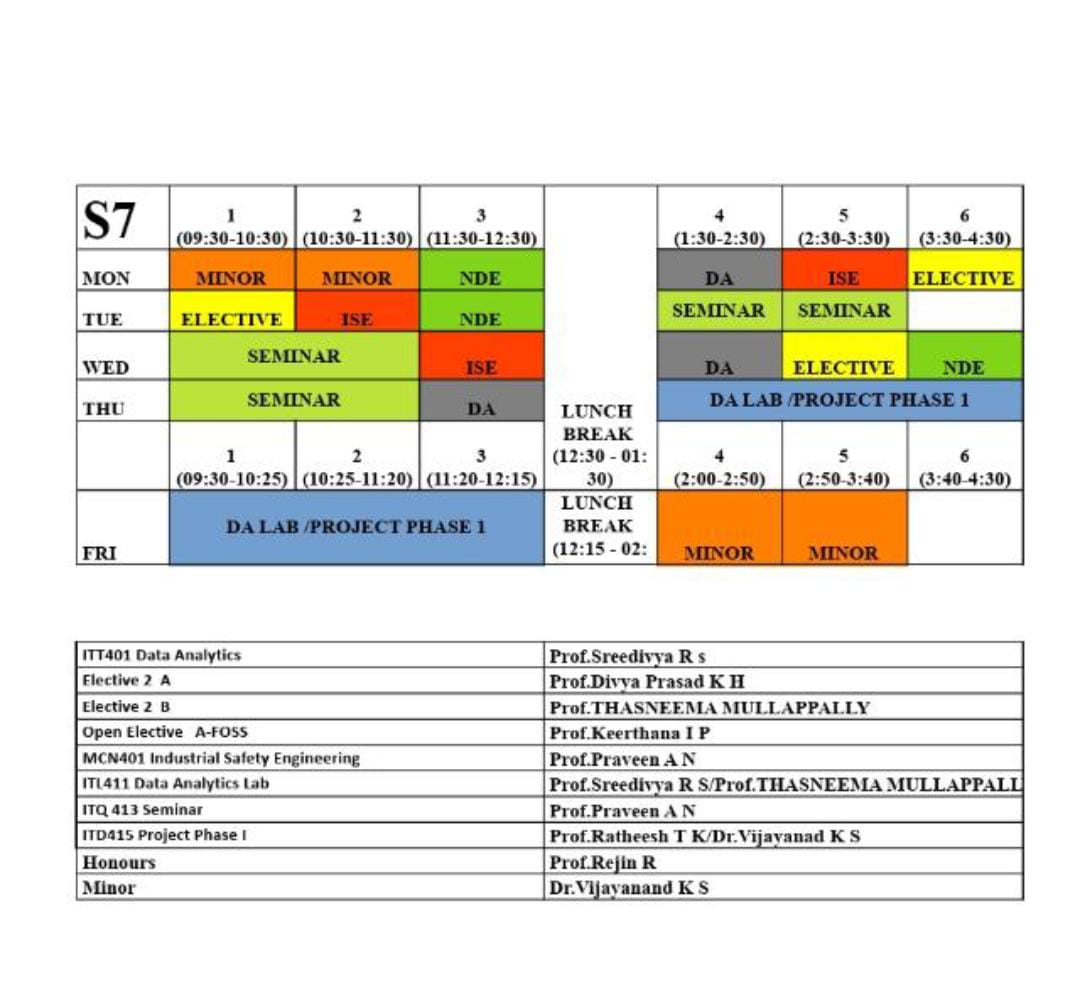 S7
1 2 3 4 5 6
(09:30-10:30) (10:30-11:30) (11:30-12:30) (1:30-2:30) (2:30-3:30) (3:30-4:30)
MON MINOR MINOR NDE DA ISE ELECTIVE
TUE ELECTIVE ISE NDE SEMINAR SEMINAR
WED SEMINAR ISE DA ELECTIVE NDE
THU SEMINAR DA DA LAB /PROJECT PHASE 1
LUNCH
BREAK
(12:30 - 01:
30)
1 2 3 4 5 6
(09:30-10:25) (10:25-11:20) (11:20-12:15) (2:00-2:50) (2:50-3:40) (3:40-4:30)
LUNCH
BREAK
(12:15 - 02:
FRI DA LAB /PROJECT PHASE 1 MINOR MINOR
ITT401 Data Analytics Prof.Sreedivya R s
Elective 2 A Prof.Divya Prasad K H
Elective 2 B Prof.THASNEEMA MULLAPPALLY
Open Elective A-FOSS Prof.Keerthana I P
MCN401 Industrial Safety Engineering Prof.Praveen A N
ITL411 Data Analytics Lab Prof.Sreedivya R S/Prof.THASNEEMA MULLAPPALL
ITQ 413 Seminar Prof.Praveen A N
ITD415 Project Phase I Prof.Ratheesh T K/Dr.Vijayanad K S
Honours Prof.Rejin R
Minor Dr.Vijayanand K S